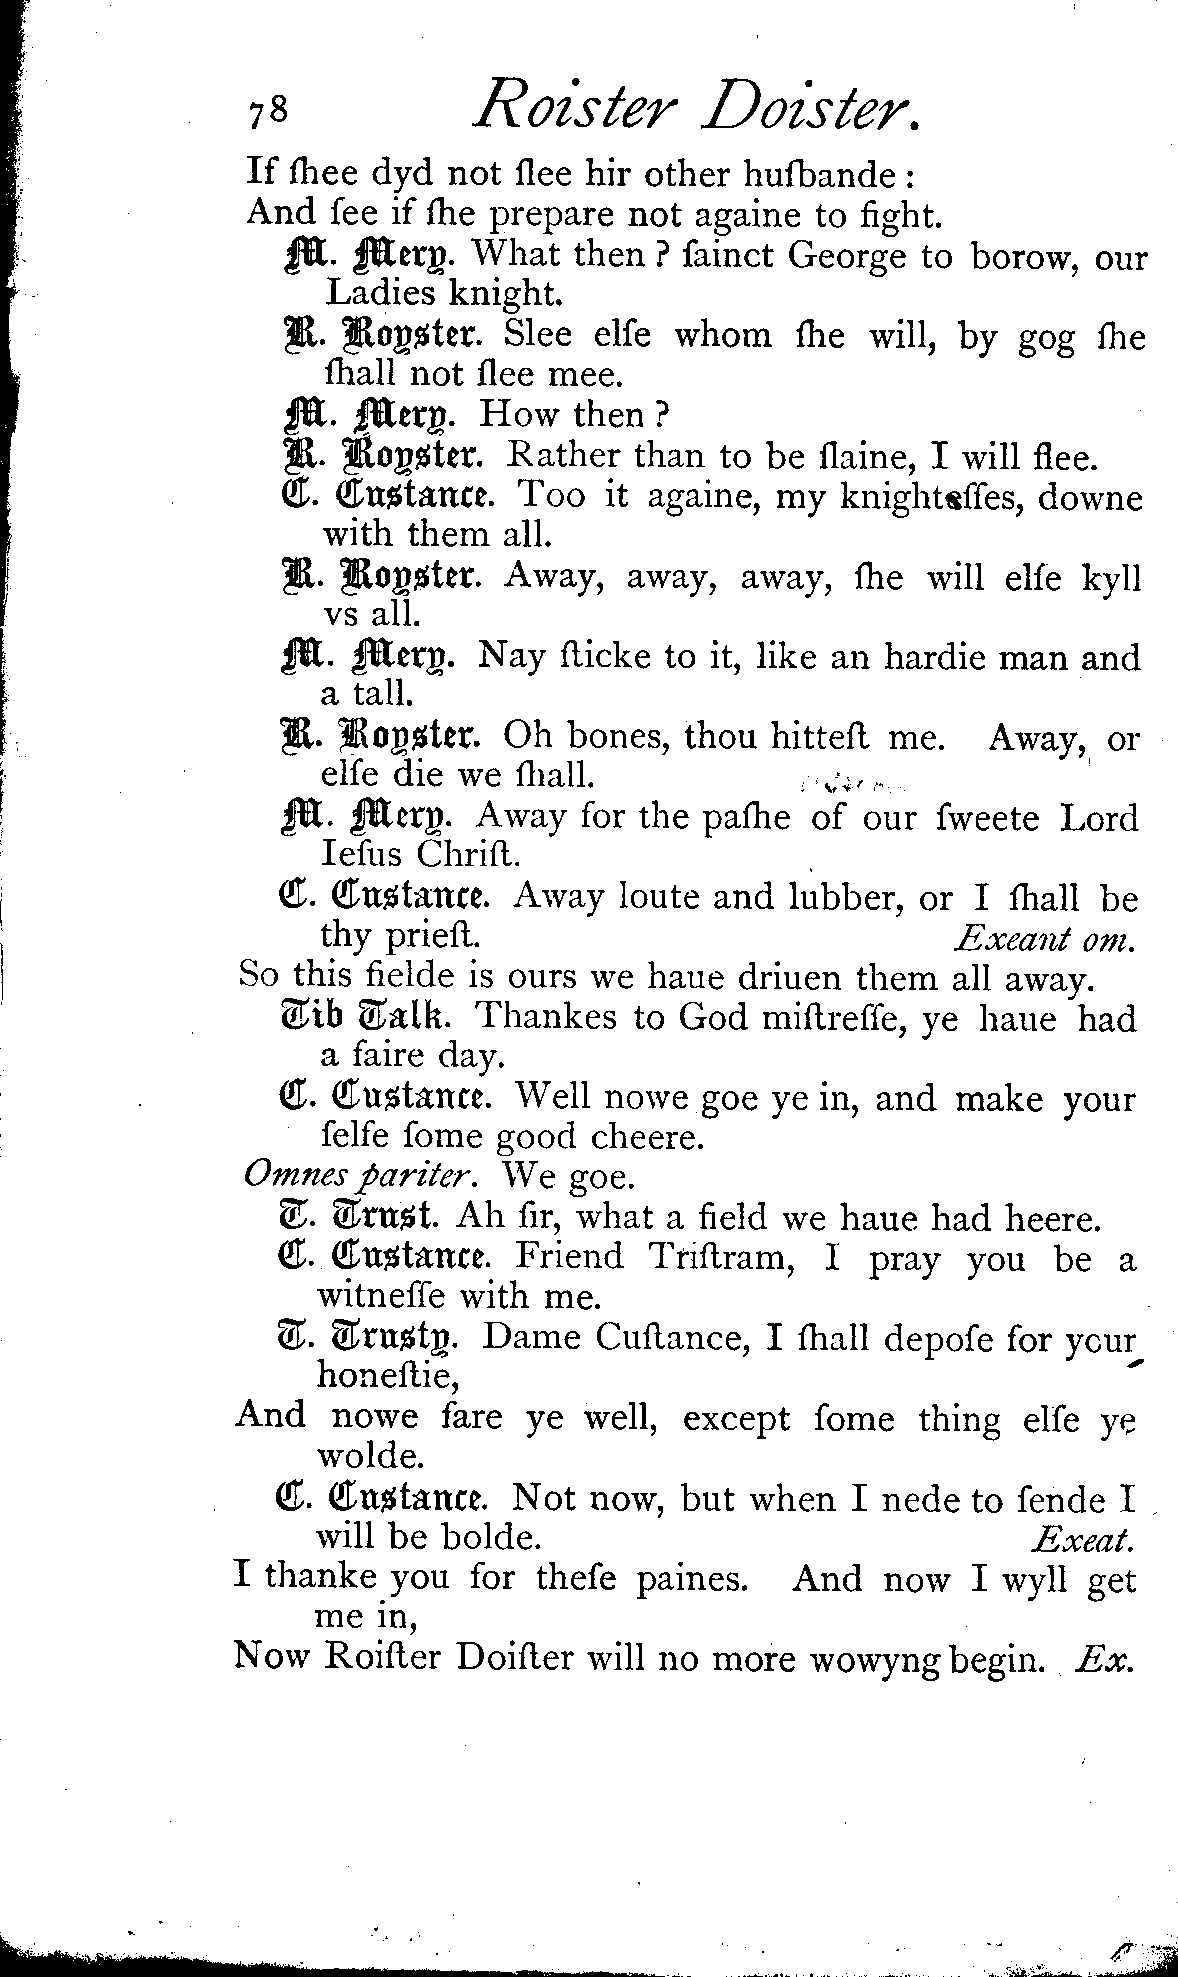 78 Roister Doister.
If ſhee dyd not ſlee hir other huſbande :
And ſee if ſhe prepare not againe to fight.
M. Mery. What then ? ſainct George to borow, our
Ladies knight.
R. Royster. Slee elſe whom ſhe will, by gog ſhe
ſhall not ſlee mee.
M. Mery. How then ?
R. Royster. Rather than to be ſlaine, I will flee.
C. Custance. Too it againe, my knighteſſes, downe
with them all.
R. Royster. Away, away, away, ſhe will elſe kyll
vs all.
M. Mery. Nay ſticke to it, like an hardie man and
a tall.
R. Royster. Oh bones, thou hitteſt me. Away, or
elſe die we ſhall.
M. Mery. Away for the paſhe of our ſweete Lord
Ieſus Chriſt.
C. Custance. Away loute and lubber, or I ſhall be
thy prieſt. Exeant om.
So this fielde is ours we haue driuen them all away.
Tib Talk. Thankes to God miſtreſſe, ye haue had
a faire day.
C. Custance. Well nowe goe ye in, and make your
ſelfe ſome good cheere.
Omnes pariter. We goe.
T. Trust. Ah ſir, what a field we haue had heere.
C. Custance. Friend Triſtram, I pray you be a
witneſſe with me.
T. Trusty. Dame Cuſtance, I ſhall depoſe for your
honeſtie,
And nowe fare ye well, except ſome thing elſe ye
wolde.
C. Custance. Not now, but when I nede to ſende I
will be bolde. Exeat.
I thanke you for theſe paines. And now I wyll get
me in,
Now Roiſter Doiſter will no more wowyng begin. Ex.